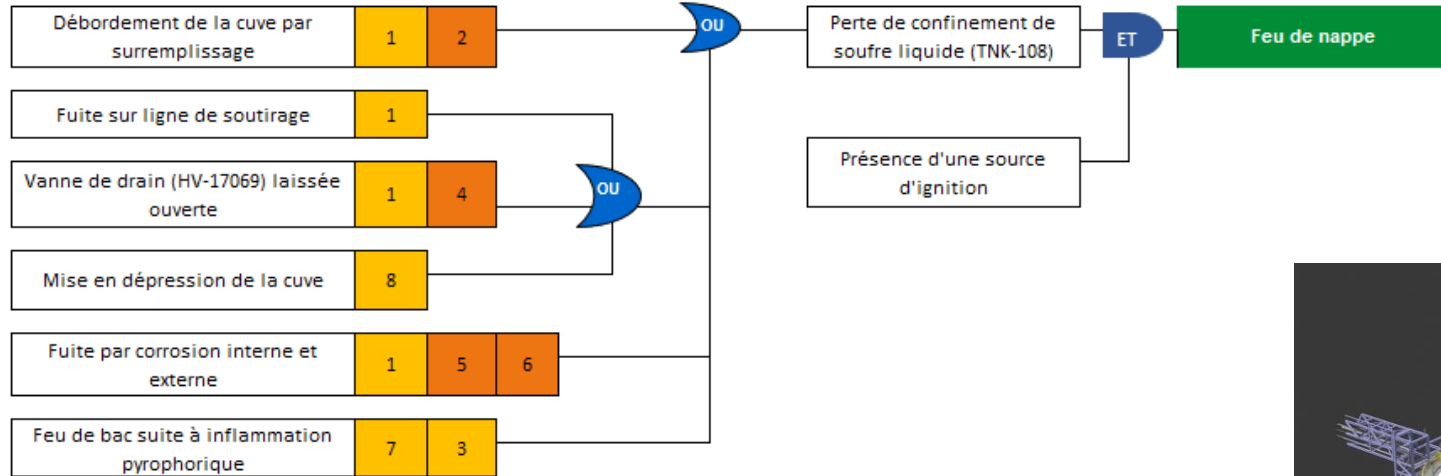 Débordement de la cuve par
surremplissage
1 2
OU
Perte de confinement de
soufre liquide (TNK-108)
ET
Feu de nappe
Fuite sur ligne de soutirage
1
Présence d'une source
d'ignition
Vanne de drain (HV-17069) laissée
ouverte
1 4
OU
Mise en dépression de la cuve
8
Fuite par corrosion interne et
externe
1 5 6
Feu de bac suite à inflammation
pyrophorique
7 3